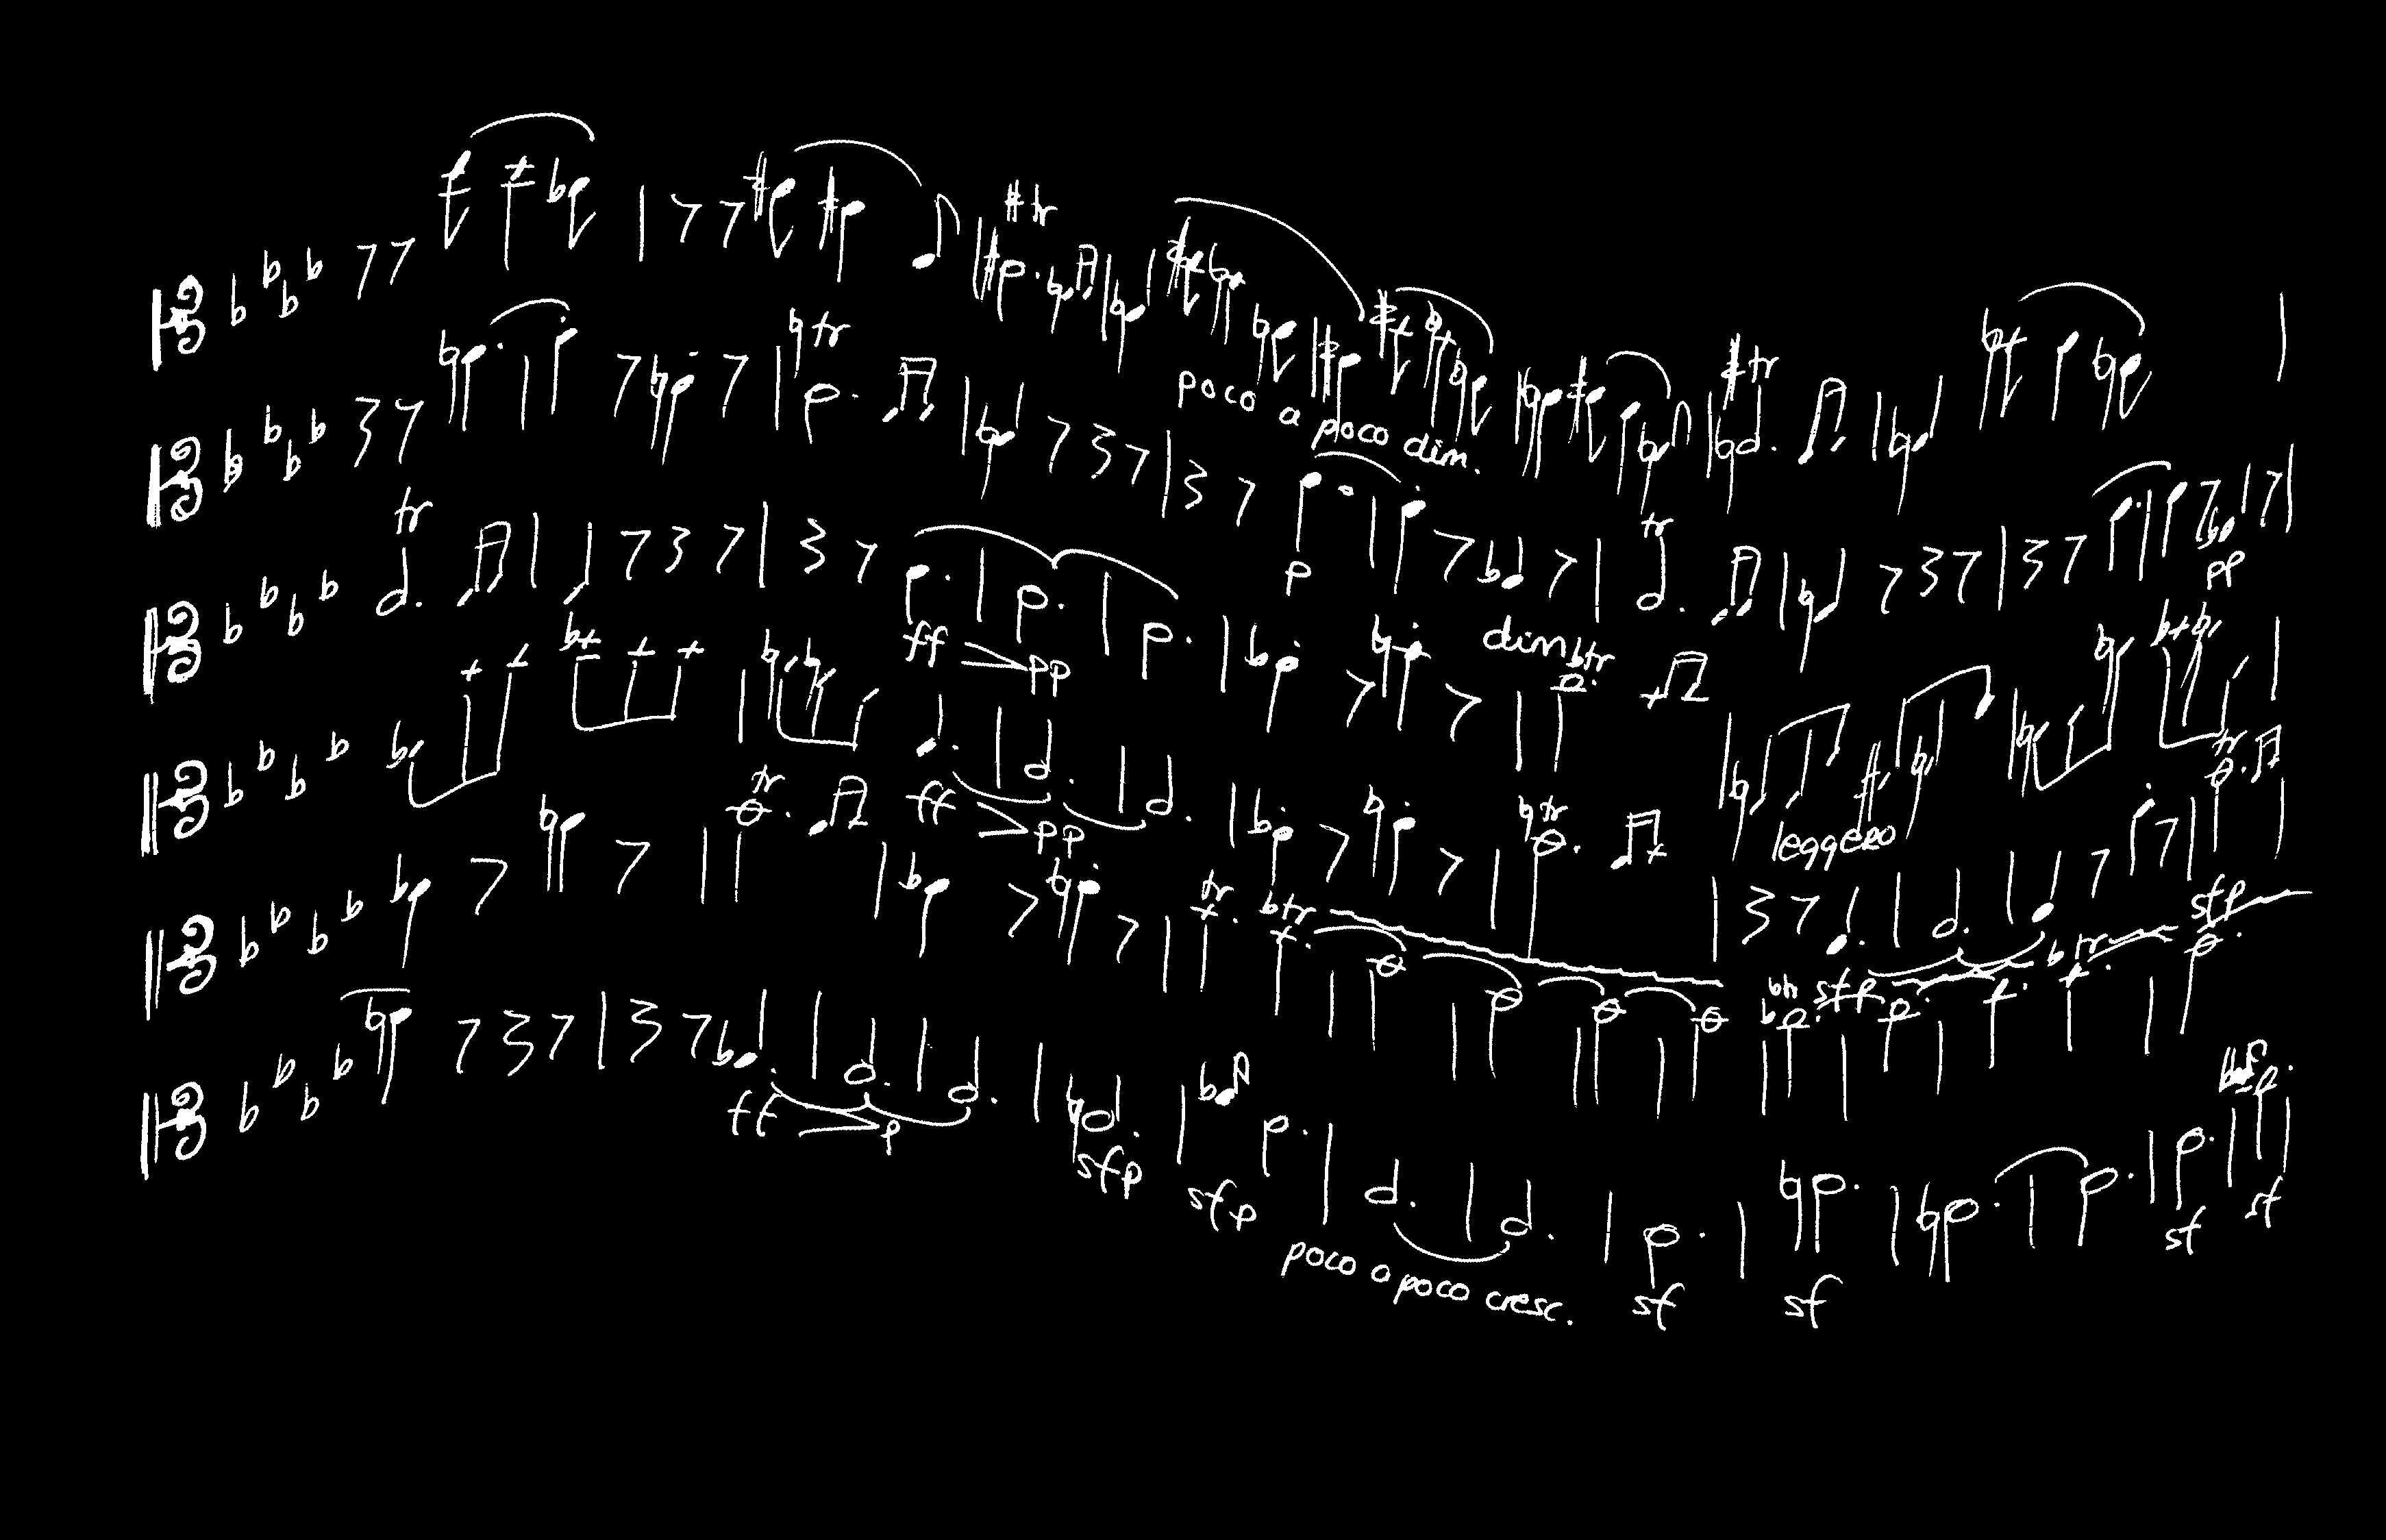 tr
poco a poco dim.
tr
tr
tr
p
tr
pp
ff pp
dim
tr
tr
ff pp
tr
leggero
tr
tr
tr
sfp
tr
sfp
tr
ff p
sfp
sfp
sf
sf
sf
sf
poco a poco cresc.